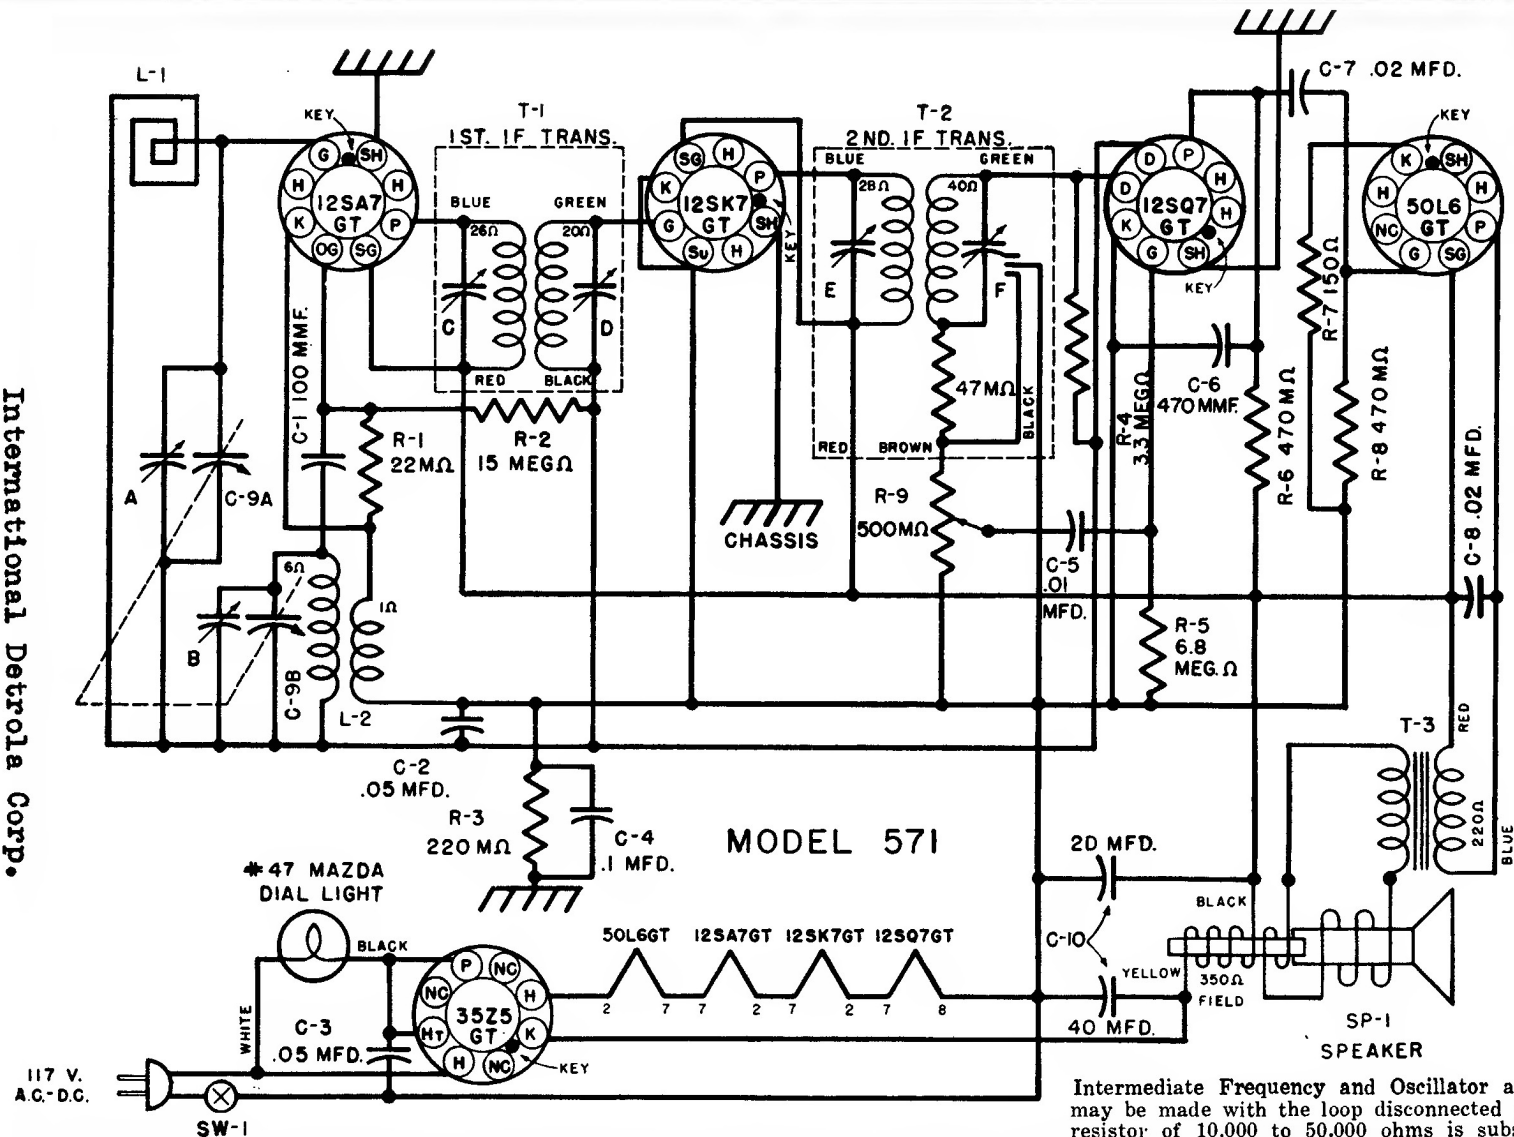 L-1
KEY
T-1
1ST. IF TRANS.
T-2
2ND. IF TRANS.
C-7 .02 MFD.
KEY
G
SH
H
H
K
P
OG
SG
12SA7
GT
BLUE
GREEN
26Ω
20Ω
C
D
RED
BLACK
SG
H
K
P
G
SH
Su
H
12SK7
GT
KEY
BLUE
GREEN
28Ω
40Ω
E
F
47MΩ
BLACK
RED
BROWN
D
P
D
H
K
H
G
SH
12SQ7
GT
KEY
K
SH
H
H
NC
P
G
SG
50L6
GT
C-1 100 MMF.
R-1
22MΩ
R-2
15 MEGΩ
R-4
3.3 MEGΩ
C-6
470MMF.
R-6 470 MΩ
R-7 150Ω
R-8 470 MΩ
C-8 .02 MFD.
A
C-9A
R-9
500MΩ
CHASSIS
C-5
.01
MFD.
R-5
6.8
MEG.Ω
B
C-9B
6Ω
1Ω
L-2
C-2
.05 MFD.
R-3
220 MΩ
C-4
.1 MFD.
MODEL 571
T-3
RED
220Ω
BLUE
International Detrola Corp.
#47 MAZDA
DIAL LIGHT
BLACK
WHITE
P
NC
NC
H
HT
K
H
NC
35Z5
GT
KEY
C-3
.05 MFD.
50L6GT 12SA7GT 12SK7GT 12SQ7GT
2 7 7 2 7 2 7 8
20 MFD.
C-10
40 MFD.
BLACK
YELLOW
350Ω
FIELD
SP-1
SPEAKER
117 V.
A.C.-D.C.
SW-1
Intermediate Frequency and Oscillator a
may be made with the loop disconnected
resistor of 10,000 to 50,000 ohms is subs